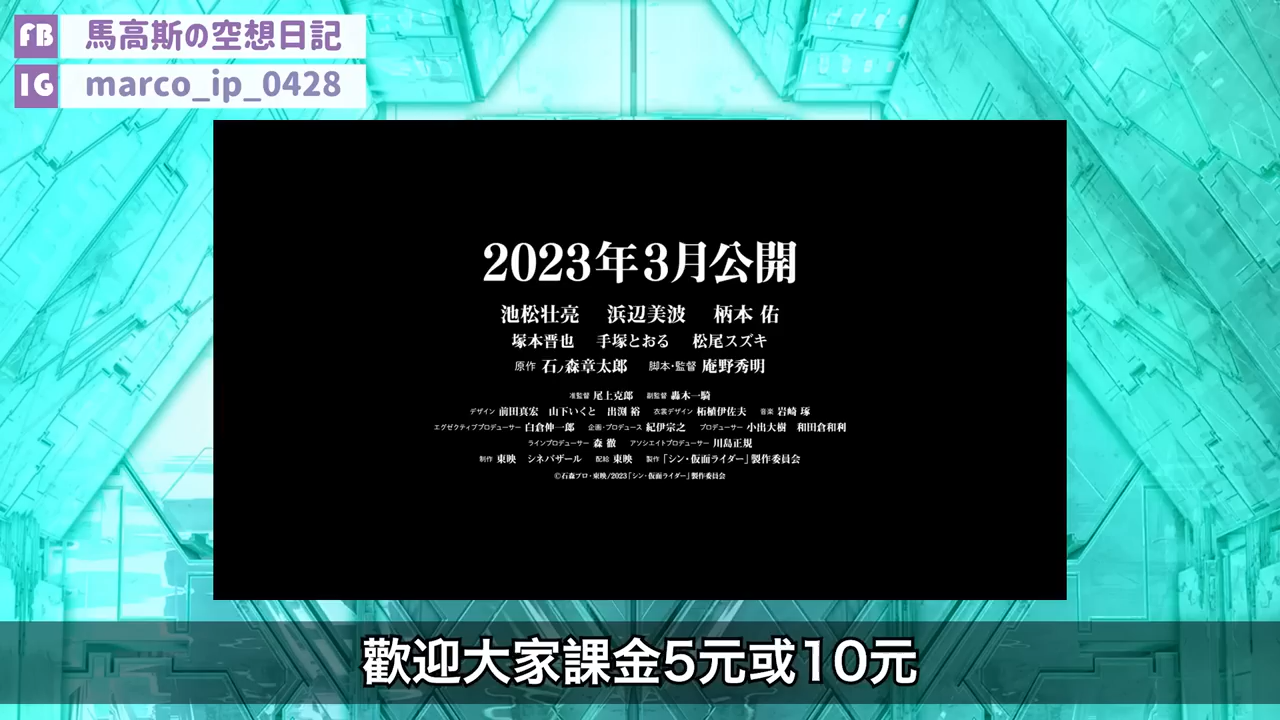 FB 馬高斯の空想日記
IG marco_ip_0428
2023年3月公開
池松壮亮 浜辺美波 柄本 佑
塚本晋也 手塚とおる 松尾スズキ
原作 石ノ森章太郎 脚本・監督 庵野秀明
准監督 尾上克郎 副監督 轟木一騎
デザイン 前田真宏 山下いくと 出渕 裕 衣裳デザイン 柘植伊佐夫 音楽 岩崎 琢
エグゼクティブプロデューサー 白倉伸一郎 企画・プロデュース 紀伊宗之 プロデューサー 小出大樹 和田倉和利
ラインプロデューサー 森 徹 アソシエイトプロデューサー 川島正規
制作 東映 シネバザール 配給 東映 製作 「シン・仮面ライダー」製作委員会
©石森プロ・東映/2023「シン・仮面ライダー」製作委員会
歡迎大家課金5元或10元